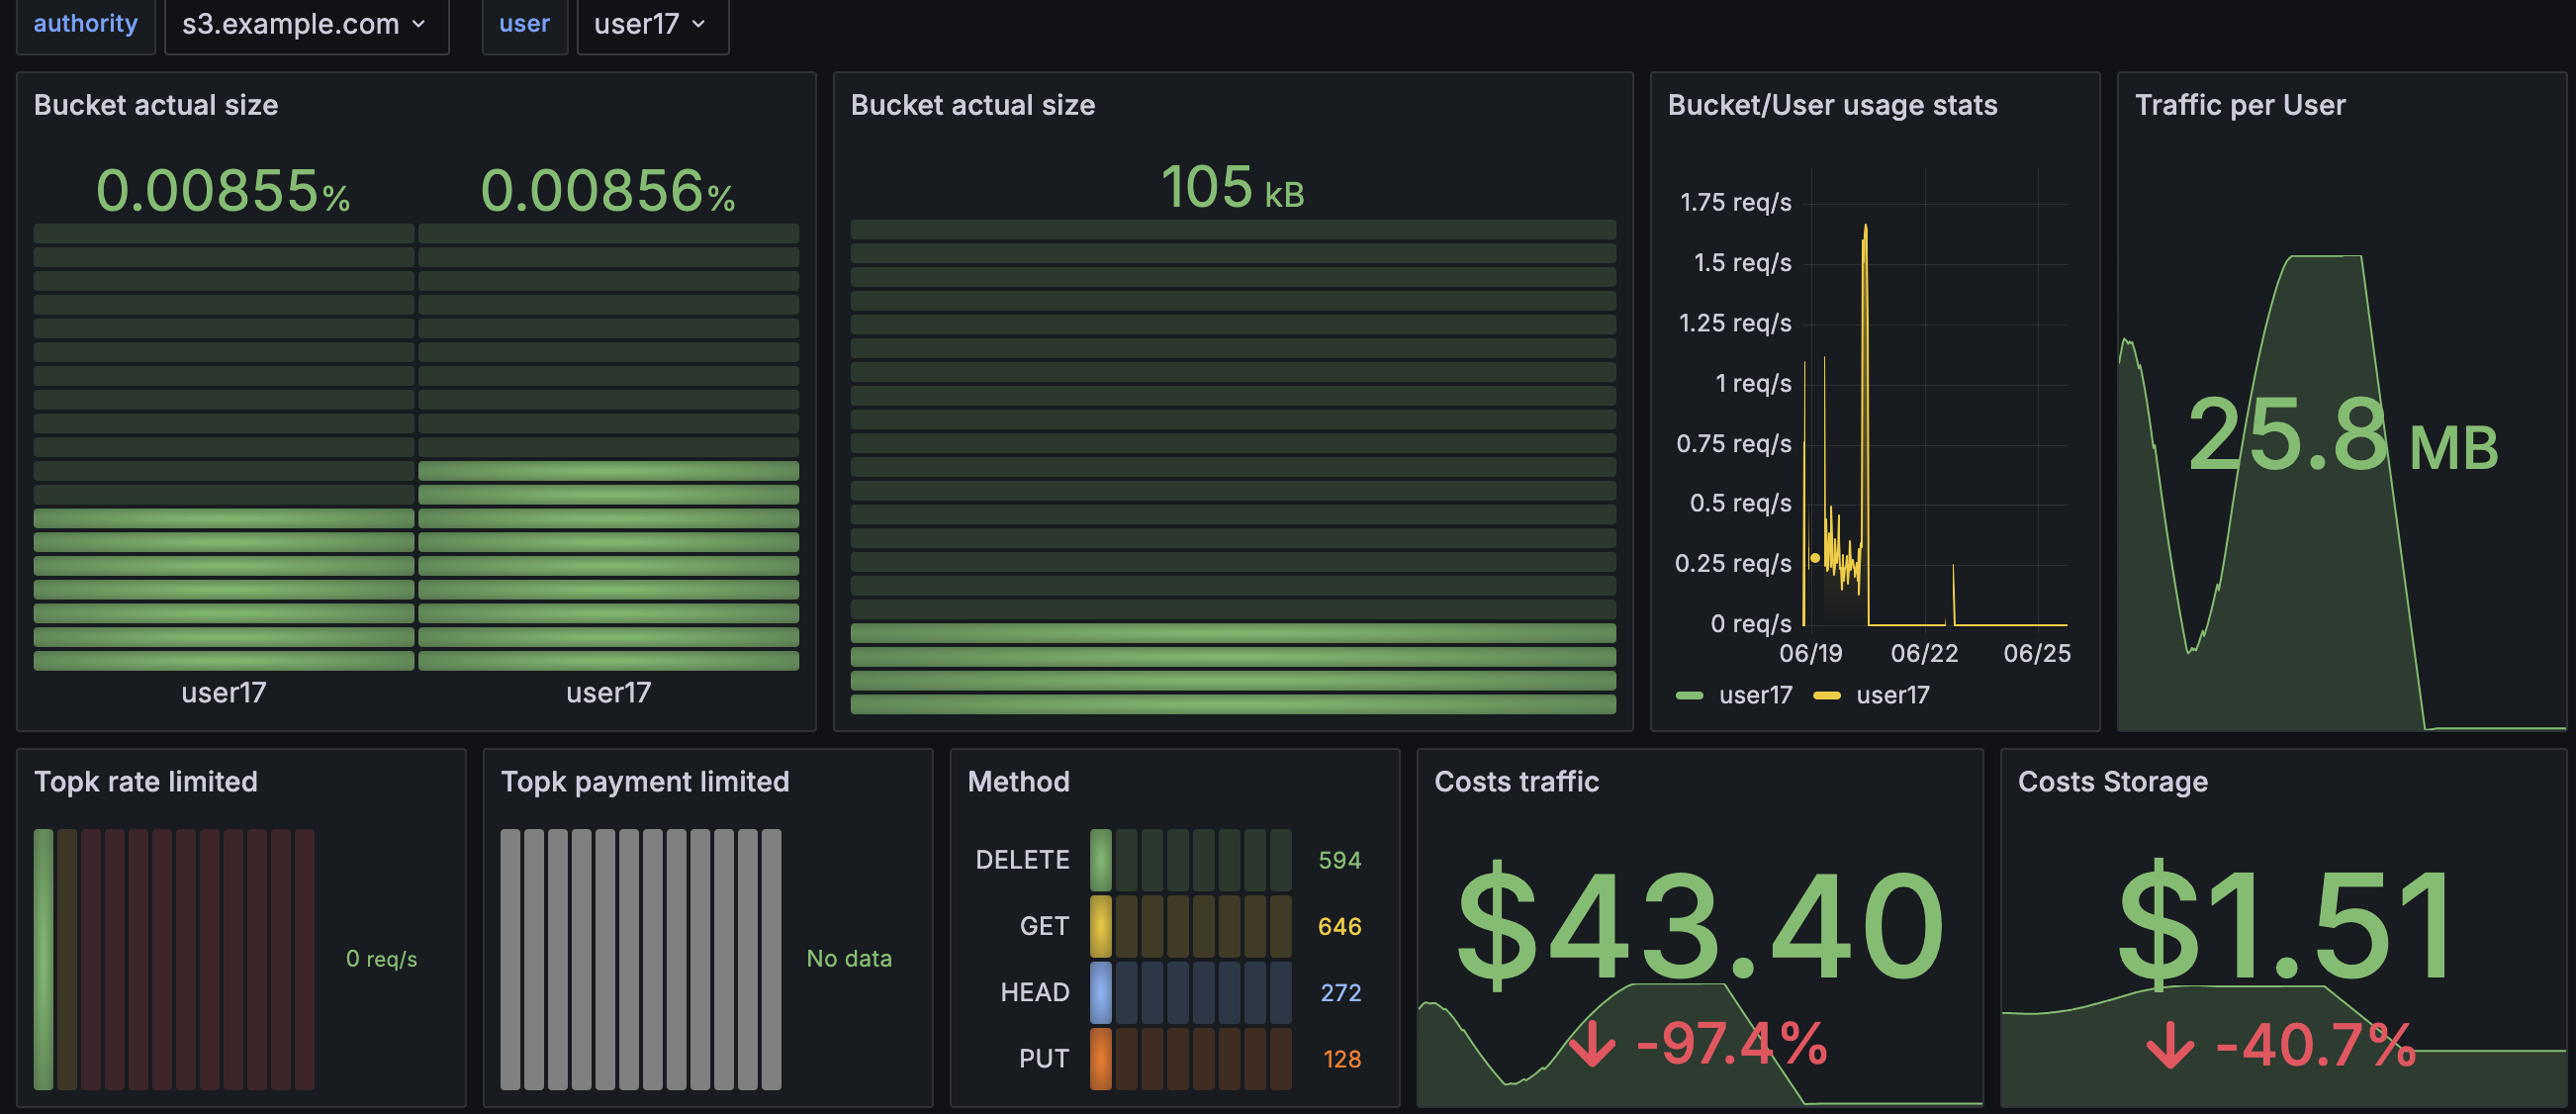 authority s3.example.com user user17
Bucket actual size
0.00855% 0.00856%
user17 user17
Bucket actual size
105 kB
Bucket/User usage stats
1.75 req/s
1.5 req/s
1.25 req/s
1 req/s
0.75 req/s
0.5 req/s
0.25 req/s
0 req/s
06/19 06/22 06/25
user17 user17
Traffic per User
25.8 MB
Topk rate limited
0 req/s
Topk payment limited
No data
Method
DELETE 594
GET 646
HEAD 272
PUT 128
Costs traffic
$43.40
-97.4%
Costs Storage
$1.51
-40.7%